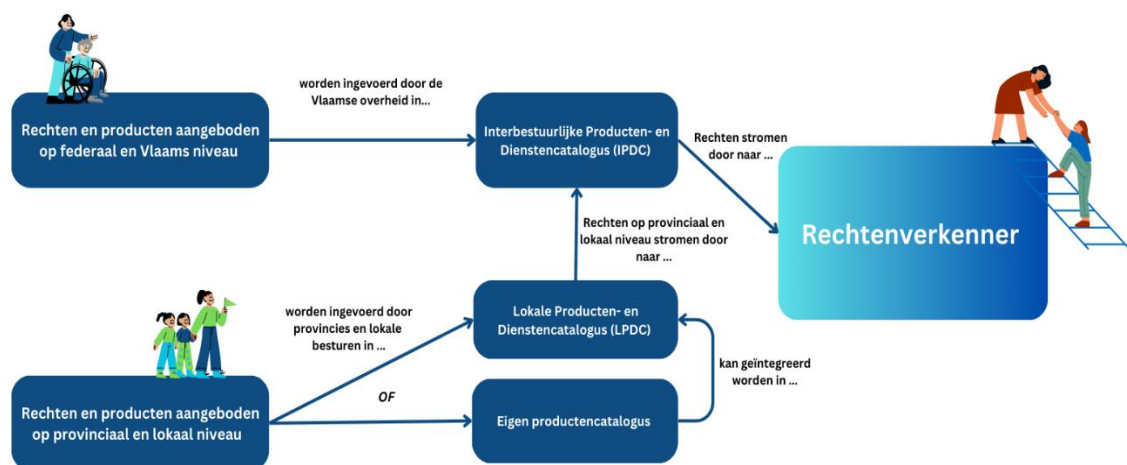 worden ingevoerd door de
Vlaamse overheid in...
Rechten en producten aangeboden
op federaal en Vlaams niveau
Interbestuurlijke Producten- en
Dienstencatalogus (IPDC)
Rechten stromen
door naar ...
Rechtenverkenner
Rechten op provinciaal en
lokaal niveau stromen door
naar ...
worden ingevoerd door
provincies en lokale
besturen in ...
Lokale Producten- en
Dienstencatalogus (LPDC)
kan geïntegreerd
worden in ...
OF
Rechten en producten aangeboden
op provinciaal en lokaal niveau
Eigen productencatalogus